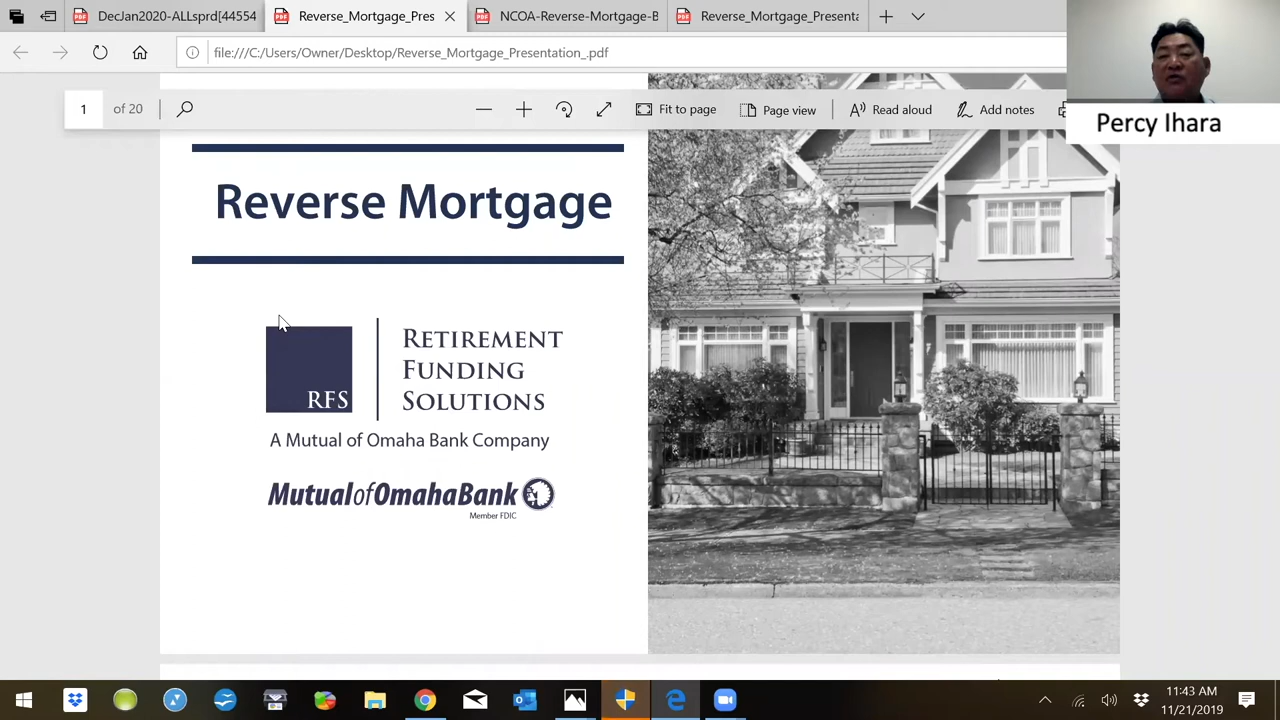 DecJan2020-ALLsprd[44554
Reverse_Mortgage_Pres
NCOA-Reverse-Mortgage-B
Reverse_Mortgage_Presenta
file:///C:/Users/Owner/Desktop/Reverse_Mortgage_Presentation_.pdf
1 of 20
Fit to page
Page view
Read aloud
Add notes
Percy Ihara
Reverse Mortgage
RFS
RETIREMENT
FUNDING
SOLUTIONS
A Mutual of Omaha Bank Company
MutualofOmahaBank
Member FDIC
11:43 AM
11/21/2019